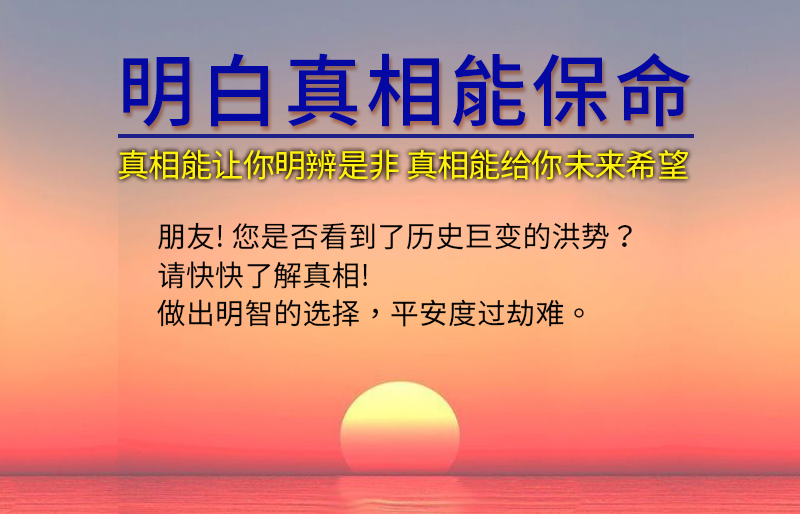 明白真相能保命
真相能让你明辨是非 真相能给你未来希望
朋友! 您是否看到了历史巨变的洪势？
请快快了解真相!
做出明智的选择，平安度过劫难。